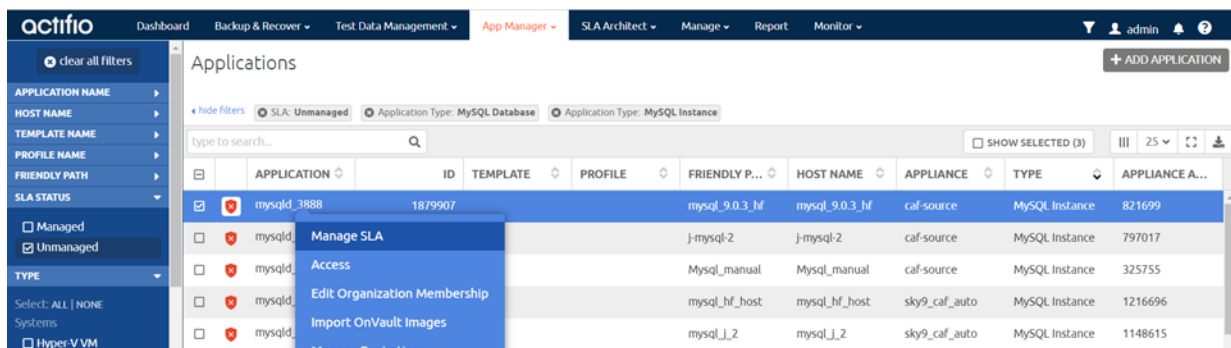 actifio Dashboard Backup & Recover Test Data Management App Manager SLA Architect Manage Report Monitor admin
clear all filters
Applications
+ ADD APPLICATION
APPLICATION NAME
HOST NAME
TEMPLATE NAME
PROFILE NAME
FRIENDLY PATH
SLA STATUS
Managed
Unmanaged
TYPE
Select: ALL | NONE
Systems
Hyper-V VM
hide filters SLA: Unmanaged Application Type: MySQL Database Application Type: MySQL Instance
type to search... SHOW SELECTED (3) 25
APPLICATION ID TEMPLATE PROFILE FRIENDLY P... HOST NAME APPLIANCE TYPE APPLIANCE A...
mysqld_3888 1879907 mysql_9.0.3_hf mysql_9.0.3_hf caf-source MySQL Instance 821699
mysqld_ j-mysql-2 j-mysql-2 caf-source MySQL Instance 797017
mysqld_ Mysql_manual Mysql_manual caf-source MySQL Instance 325755
mysqld_ mysql_hf_host mysql_hf_host sky9_caf_auto MySQL Instance 1216696
mysqld_ mysql_j_2 mysql_j_2 sky9_caf_auto MySQL Instance 1148615
Manage SLA
Access
Edit Organization Membership
Import OnVault Images